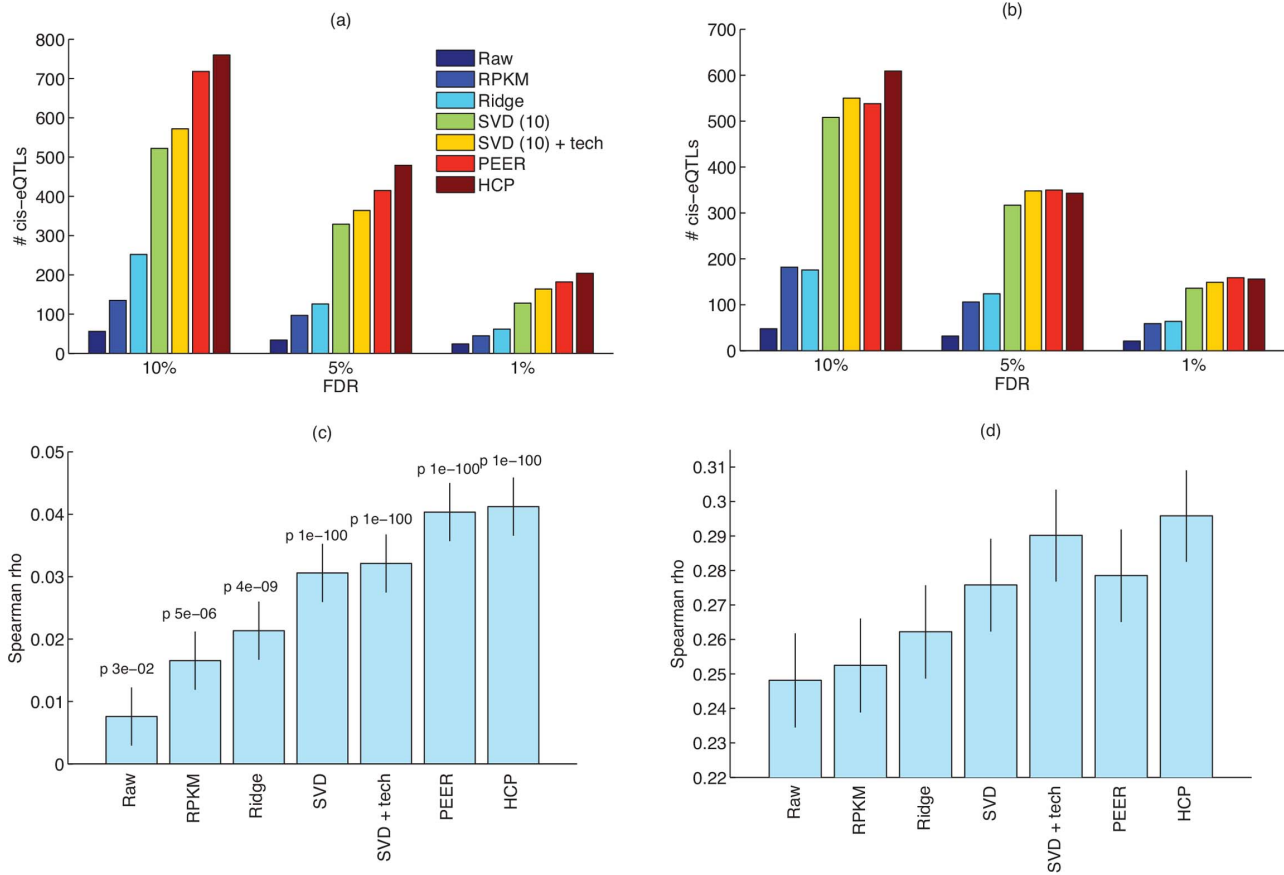 (a)
800
700
600
500
400
300
200
100
0
# cis−eQTLs
10%
5%
1%
FDR
Raw
RPKM
Ridge
SVD (10)
SVD (10) + tech
PEER
HCP
(b)
700
600
500
400
300
200
100
0
# cis−eQTLs
10%
5%
1%
FDR
(c)
0.05
0.04
0.03
0.02
0.01
0
Spearman rho
p 3e−02
p 5e−06
p 4e−09
p 1e−100
p 1e−100
p 1e−100
p 1e−100
Raw
RPKM
Ridge
SVD
SVD + tech
PEER
HCP
(d)
0.31
0.3
0.29
0.28
0.27
0.26
0.25
0.24
0.23
0.22
Spearman rho
Raw
RPKM
Ridge
SVD
SVD + tech
PEER
HCP